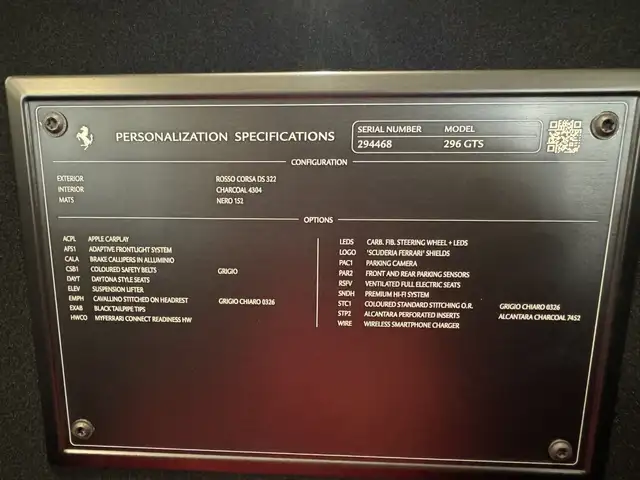 PERSONALIZATION SPECIFICATIONS
SERIAL NUMBER MODEL
294468 296 GTS
CONFIGURATION
EXTERIOR ROSSO CORSA DS 322
INTERIOR CHARCOAL 4304
MATS NERO 152
OPTIONS
ACPL APPLE CARPLAY
AFS1 ADAPTIVE FRONTLIGHT SYSTEM
CALA BRAKE CALLIPERS IN ALLUMINIO
CSB1 COLOURED SAFETY BELTS GRIGIO
DAYT DAYTONA STYLE SEATS
ELEV SUSPENSION LIFTER
EMPH CAVALLINO STITCHED ON HEADREST GRIGIO CHIARO 0326
EXAB BLACK TAILPIPE TIPS
HWCO MYFERRARI CONNECT READINESS HW
LEDS CARB. FIB. STEERING WHEEL + LEDS
LOGO 'SCUDERIA FERRARI' SHIELDS
PAC1 PARKING CAMERA
PAR2 FRONT AND REAR PARKING SENSORS
RSFV VENTILATED FULL ELECTRIC SEATS
SNDH PREMIUM HI-FI SYSTEM
STC1 COLOURED STANDARD STITCHING O.R. GRIGIO CHIARO 0326
STP2 ALCANTARA PERFORATED INSERTS ALCANTARA CHARCOAL 7452
WIRE WIRELESS SMARTPHONE CHARGER